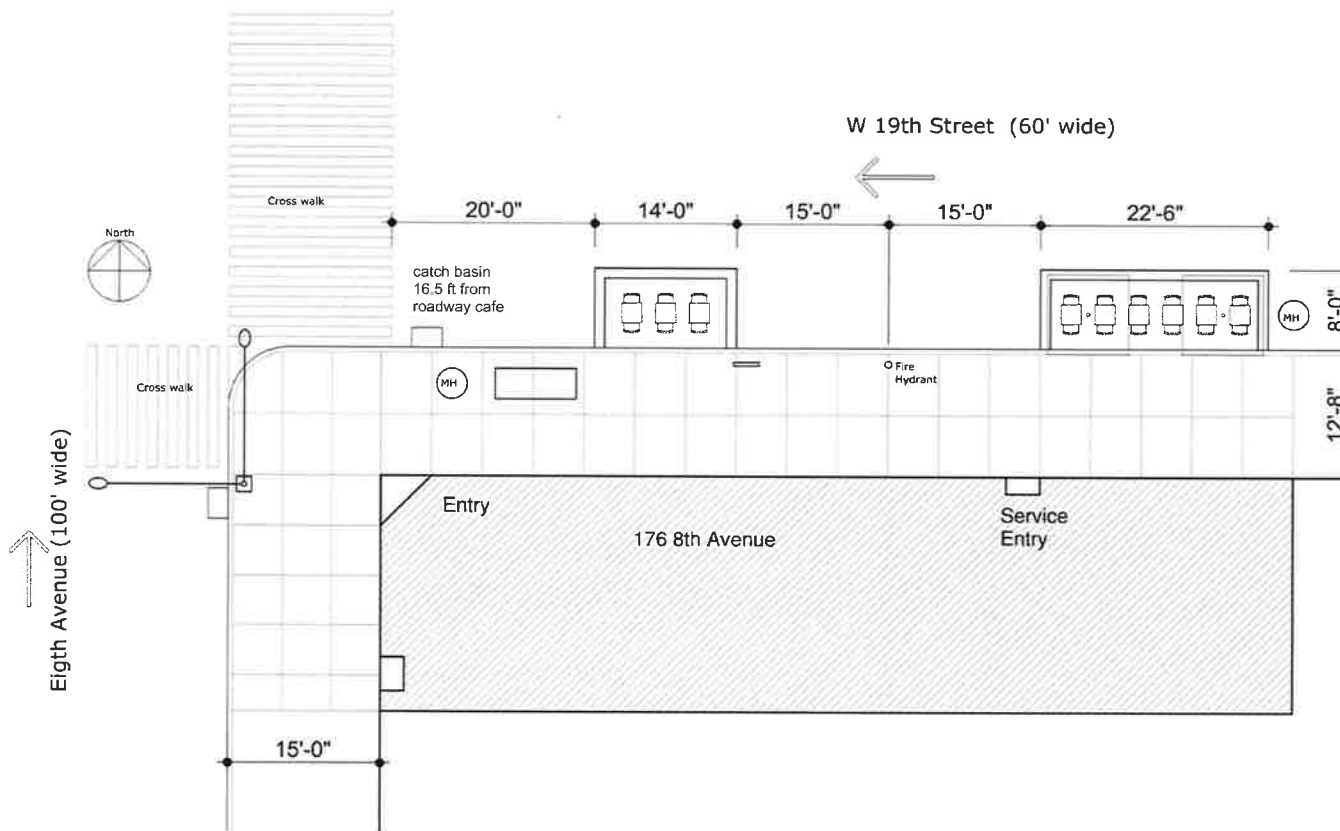 W 19th Street (60' wide)
Cross walk
20'-0"
14'-0"
15'-0"
15'-0"
22'-6"
North
catch basin
16.5 ft from
roadway cafe
MH
8'-0"
Cross walk
MH
Fire
Hydrant
12'-8"
Eigth Avenue (100' wide)
Entry
176 8th Avenue
Service
Entry
15'-0"